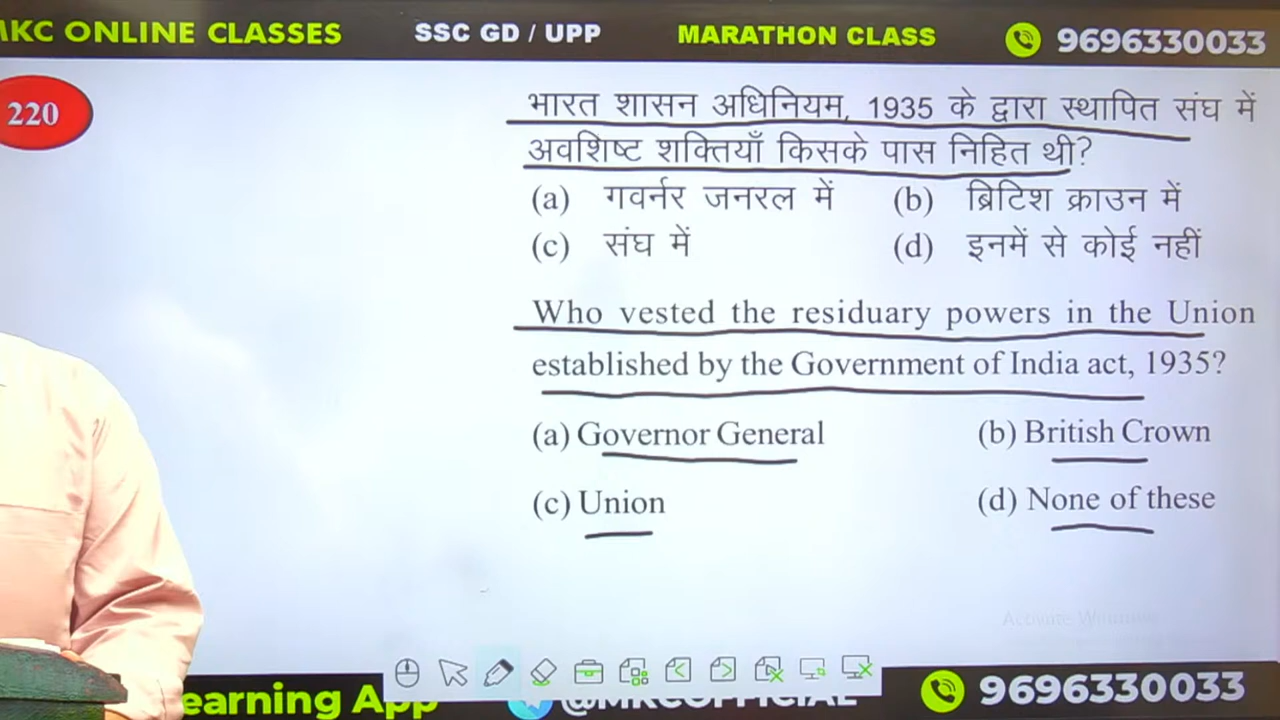 MKC ONLINE CLASSES SSC GD / UPP MARATHON CLASS 9696330033
220
भारत शासन अधिनियम, 1935 के द्वारा स्थापित संघ में
अवशिष्ट शक्तियाँ किसके पास निहित थी?
(a) गवर्नर जनरल में (b) ब्रिटिश क्राउन में
(c) संघ में (d) इनमें से कोई नहीं
Who vested the residuary powers in the Union
established by the Government of India act, 1935?
(a) Governor General (b) British Crown
(c) Union (d) None of these
earning App @MKCOFFICIAL 9696330033